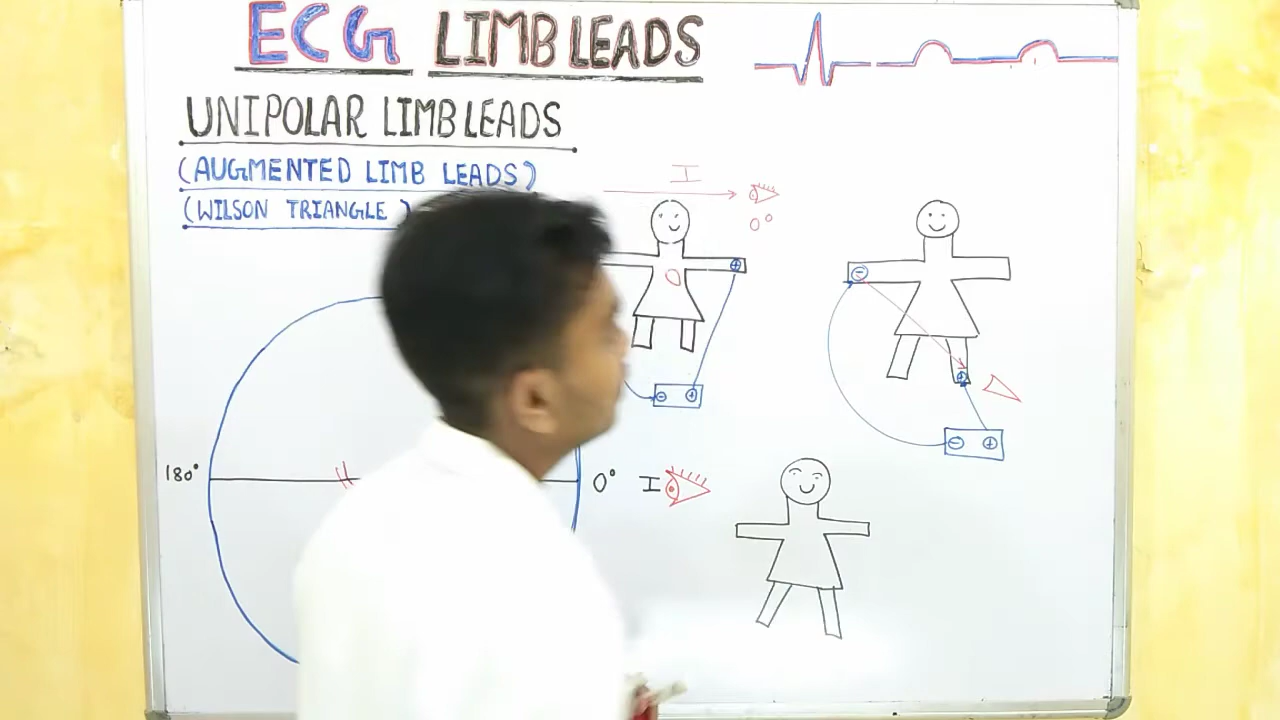 ECG LIMB LEADS
UNIPOLAR LIMB LEADS
(AUGMENTED LIMB LEADS)
(WILSON TRIANGLE)
I
0°
⊕
⊖
⊖ ⊕
⊕
⊖ ⊕
180°
0° I